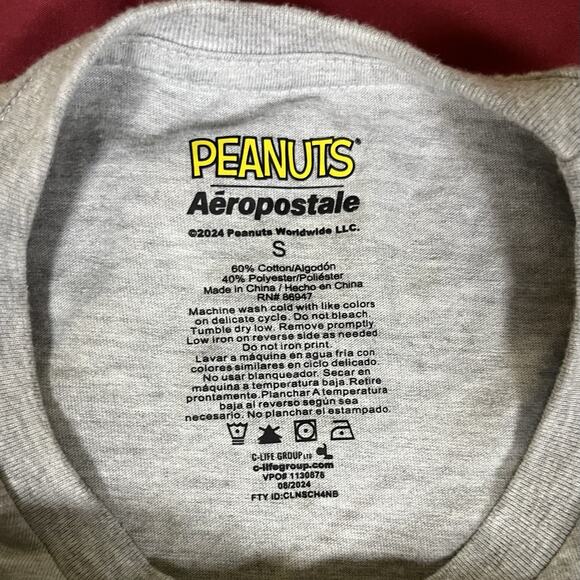 PEANUTS
Aéropostale
©2024 Peanuts Worldwide LLC.
S
60% Cotton/Algodón
40% Polyester/Poliéster
Made in China / Hecho en China
RN# 86947
Machine wash cold with like colors
on delicate cycle. Do not bleach.
Tumble dry low. Remove promptly
Low iron on reverse side as needed
Do not iron print.
Lavar a máquina en agua fría con
colores similares en ciclo delicado.
No usar blanqueador. Secar en
máquina a temperatura baja. Retire
prontamente. Planchar A temperatura
baja al reverso según sea
necesario. No planchar el estampado.
C-LIFE GROUP LTD
c-lifegroup.com
VPO# 1130878
08/2024
FTY ID:CLNSCH4NB